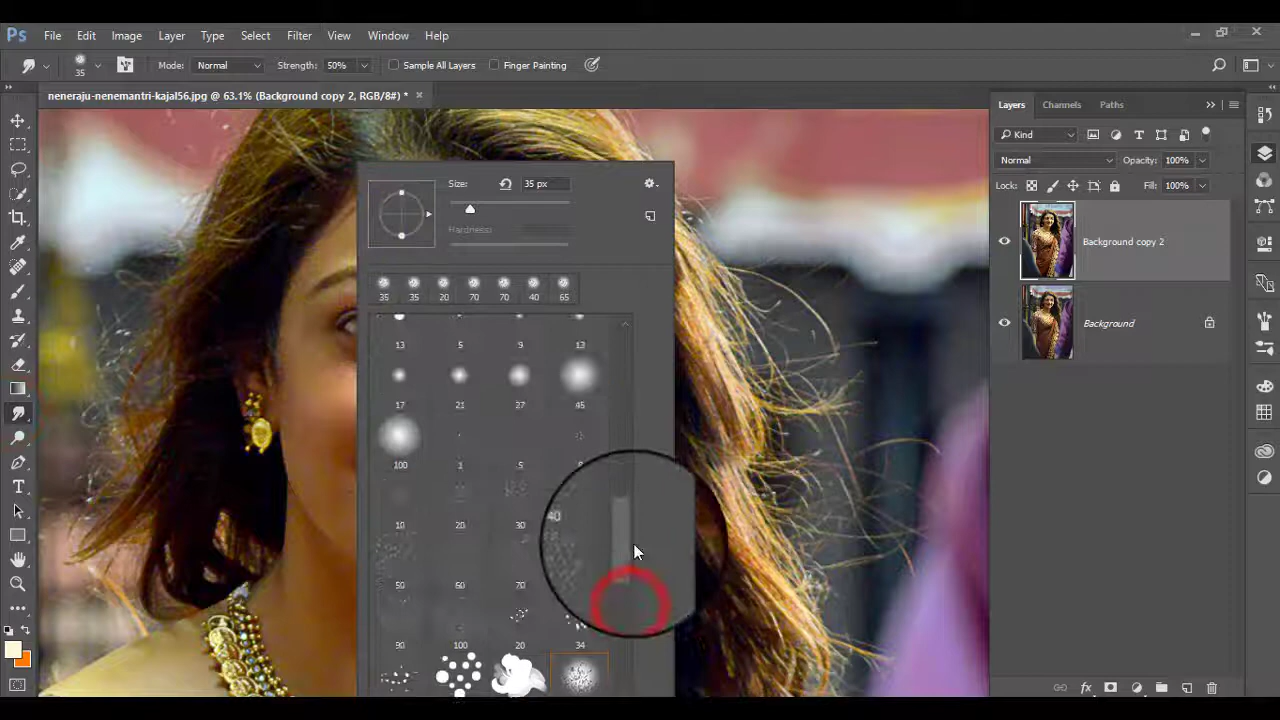 Ps File Edit Image Layer Type Select Filter View Window Help
35 Mode: Normal Strength: 50% Sample All Layers Finger Painting
neneraju-nenemantri-kajal56.jpg @ 63.1% (Background copy 2, RGB/8#) *
Layers Channels Paths
Kind
Normal Opacity: 100%
Lock: Fill: 100%
Background copy 2
Background
Size: 35 px
Hardness:
35 35 20 70 70 40 65
13 5 9 13
17 21 27 45
100 1 5
10 20 30 40
50 60 70
90 100 20 34